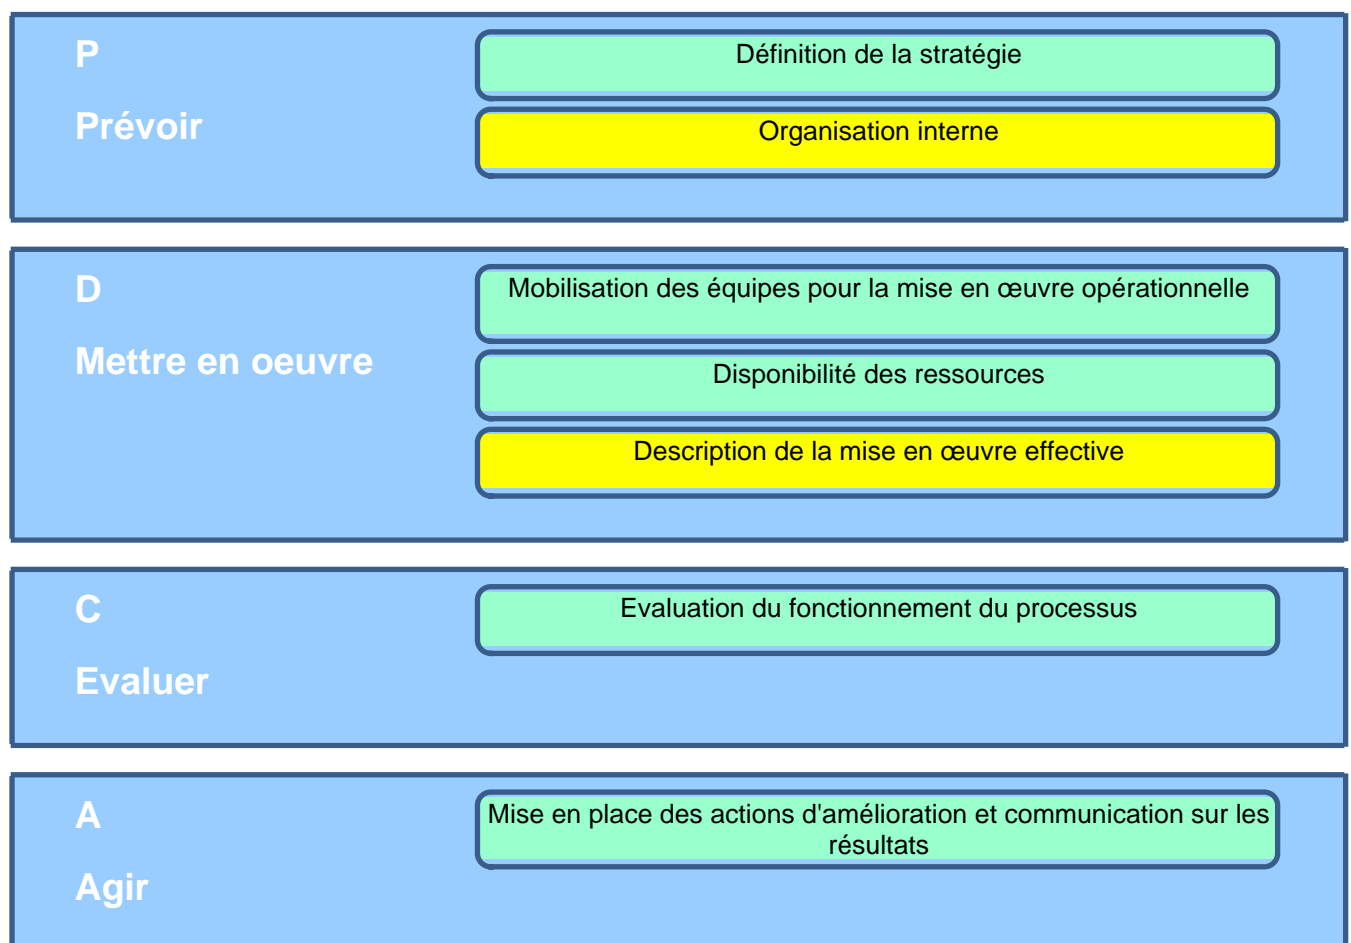 P
Prévoir
Définition de la stratégie
Organisation interne
D
Mettre en oeuvre
Mobilisation des équipes pour la mise en œuvre opérationnelle
Disponibilité des ressources
Description de la mise en œuvre effective
C
Evaluer
Evaluation du fonctionnement du processus
A
Agir
Mise en place des actions d'amélioration et communication sur les
résultats